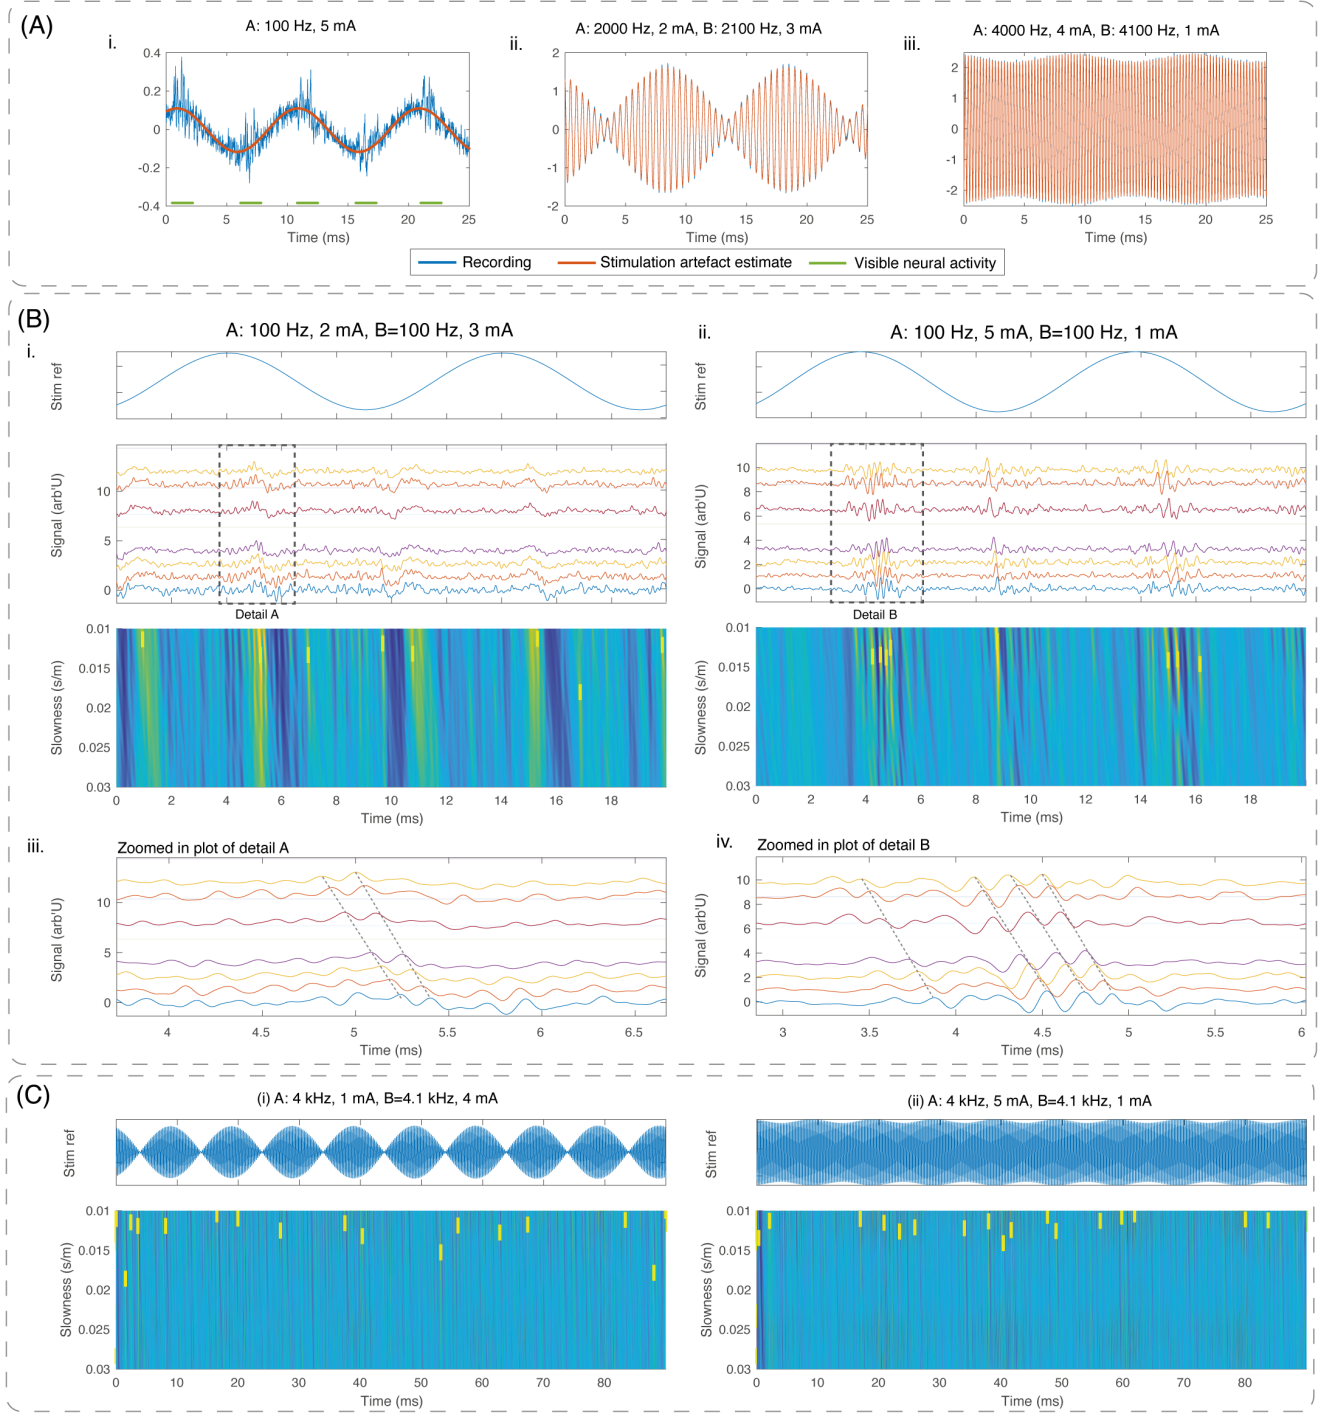 (A)
A: 100 Hz, 5 mA
A: 2000 Hz, 2 mA, B: 2100 Hz, 3 mA
A: 4000 Hz, 4 mA, B: 4100 Hz, 1 mA
i.
ii.
iii.
0.4
0.2
0
-0.2
-0.4
0 5 10 15 20 25
Time (ms)
2
1
0
-1
-2
0 5 10 15 20 25
Time (ms)
2
1
0
-1
-2
0 5 10 15 20 25
Time (ms)
Recording
Stimulation artefact estimate
Visible neural activity
(B)
A: 100 Hz, 2 mA, B=100 Hz, 3 mA
i.
Stim ref
Signal (arb'U)
10
5
0
Detail A
Slowness (s/m)
0.01
0.015
0.02
0.025
0.03
0 2 4 6 8 10 12 14 16 18
Time (ms)
ii.
A: 100 Hz, 5 mA, B=100 Hz, 1 mA
Stim ref
Signal (arb'U)
10
8
6
4
2
0
Detail B
Slowness (s/m)
0.01
0.015
0.02
0.025
0.03
0 2 4 6 8 10 12 14 16 18
Time (ms)
iii.
Zoomed in plot of detail A
Signal (arb'U)
10
5
0
4 4.5 5 5.5 6 6.5
Time (ms)
iv.
Zoomed in plot of detail B
Signal (arb'U)
10
8
6
4
2
0
3 3.5 4 4.5 5 5.5 6
Time (ms)
(C)
(i) A: 4 kHz, 1 mA, B=4.1 kHz, 4 mA
Stim ref
Slowness (s/m)
0.01
0.015
0.02
0.025
0.03
0 10 20 30 40 50 60 70 80
Time (ms)
(ii) A: 4 kHz, 5 mA, B=4.1 kHz, 1 mA
Stim ref
Slowness (s/m)
0.01
0.015
0.02
0.025
0.03
0 10 20 30 40 50 60 70 80
Time (ms)